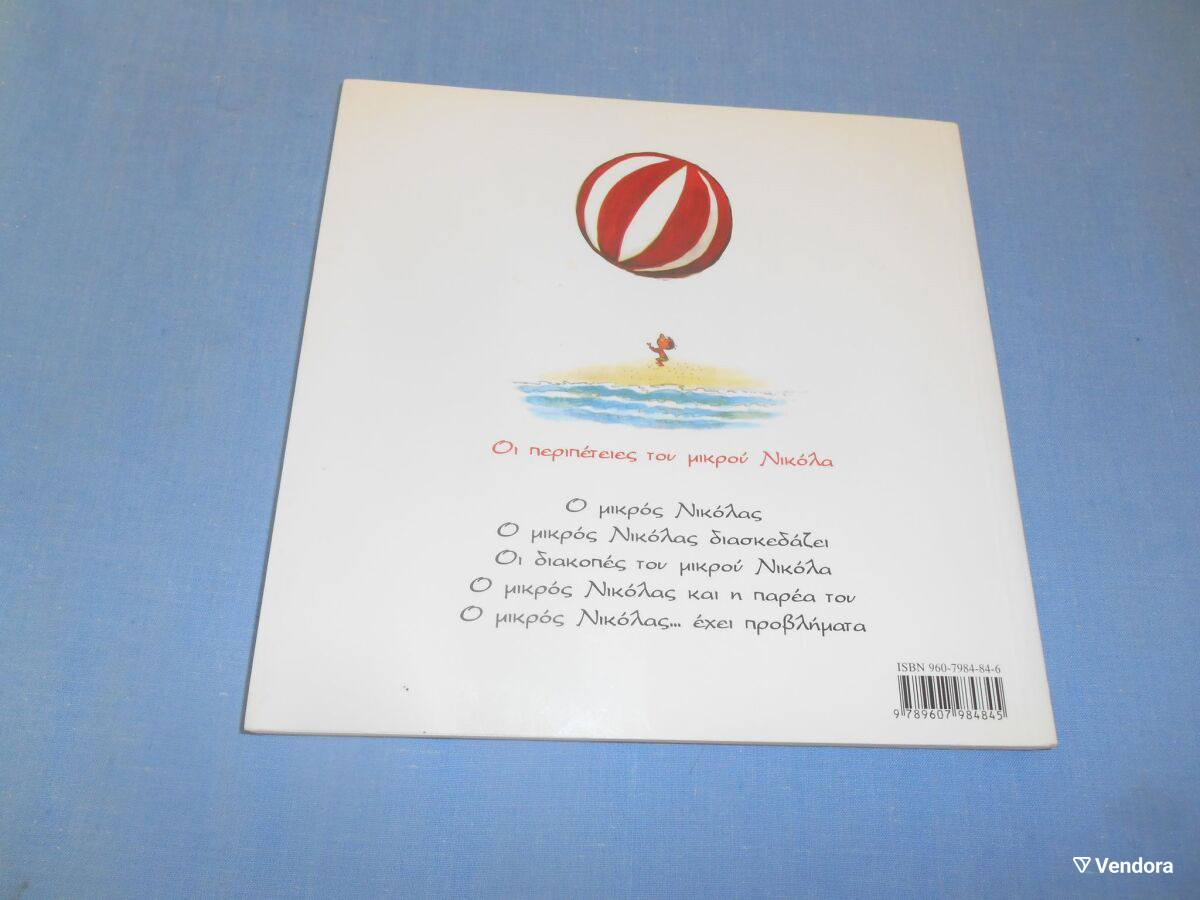 Οι περιπέτειες του μικρού Νικόλα
Ο μικρός Νικόλας
Ο μικρός Νικόλας διασκεδάζει
Οι διακοπές του μικρού Νικόλα
Ο μικρός Νικόλας και η παρέα του
Ο μικρός Νικόλας... έχει προβλήματα
ISBN 960-7984-84-6
9 789607 984845
Vendora